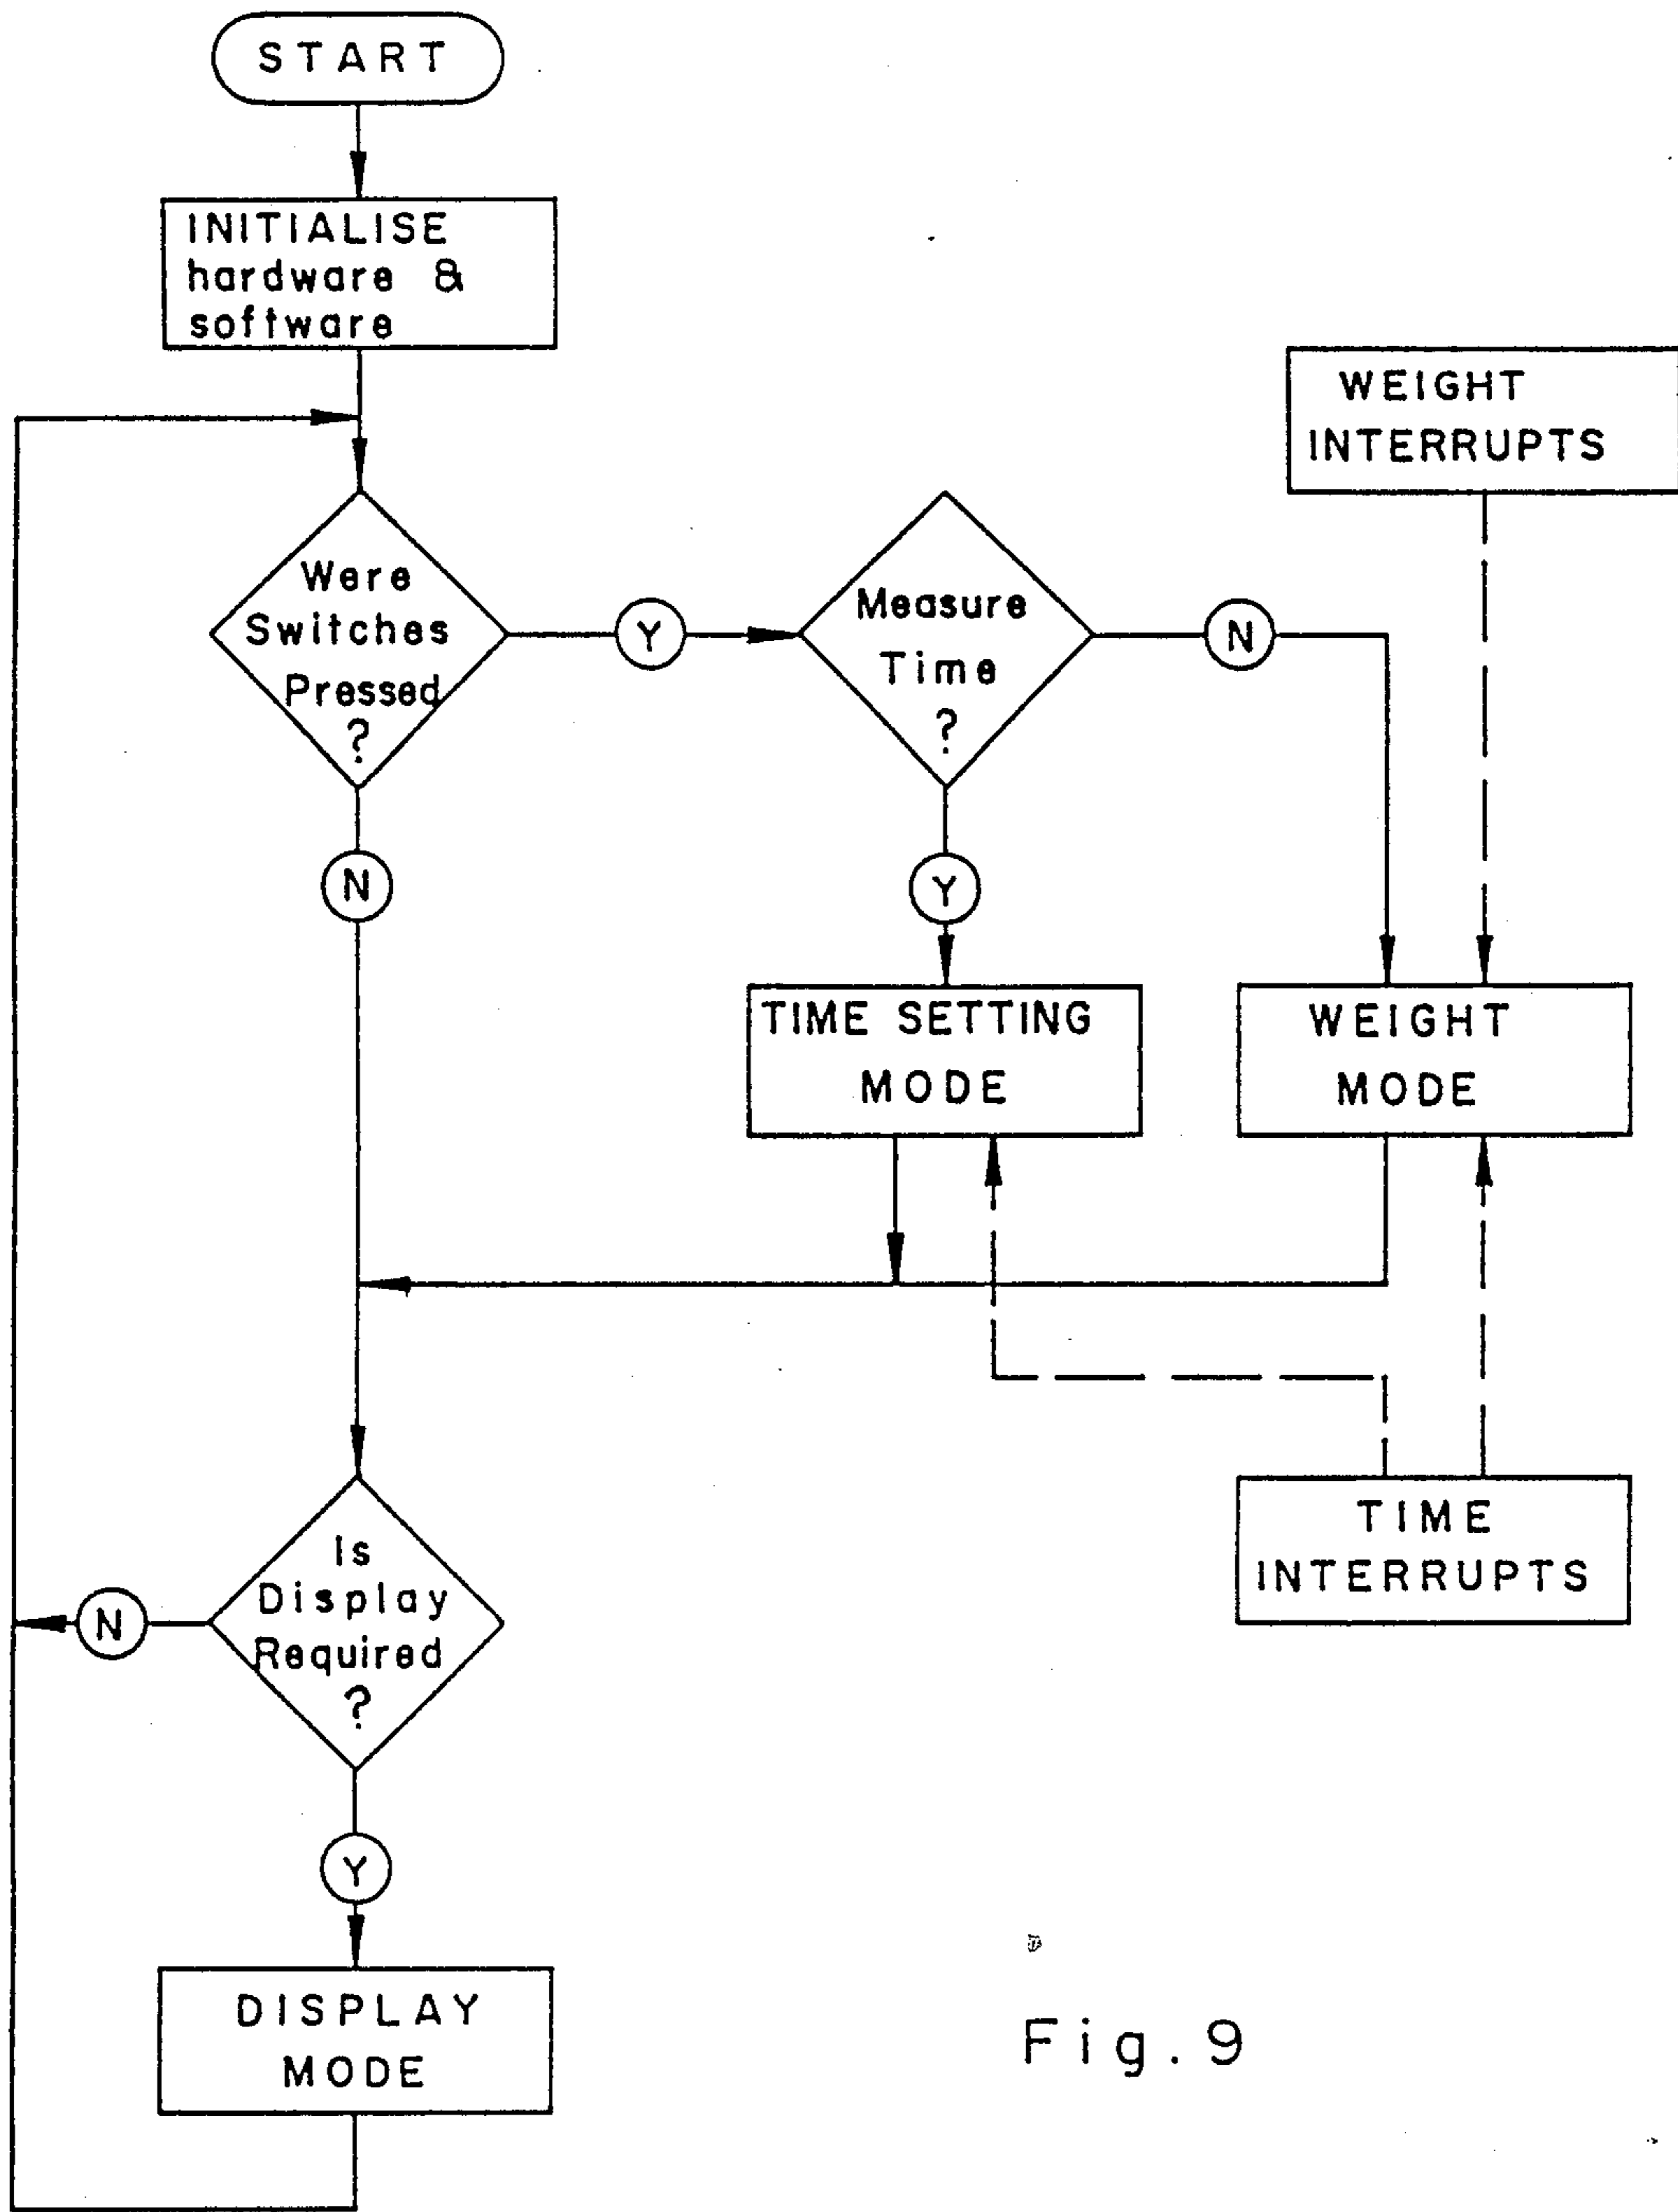 START
INITIALISE
hardware &
software
WEIGHT
INTERRUPTS
Were
Switches
Pressed
?
Y
Measure
Time
?
N
N
Y
TIME SETTING
MODE
WEIGHT
MODE
Is
Display
Required
?
N
TIME
INTERRUPTS
Y
DISPLAY
MODE
Fig. 9